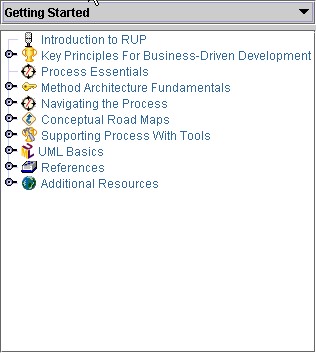 Getting Started
Introduction to RUP
Key Principles For Business-Driven Development
Process Essentials
Method Architecture Fundamentals
Navigating the Process
Conceptual Road Maps
Supporting Process With Tools
UML Basics
References
Additional Resources